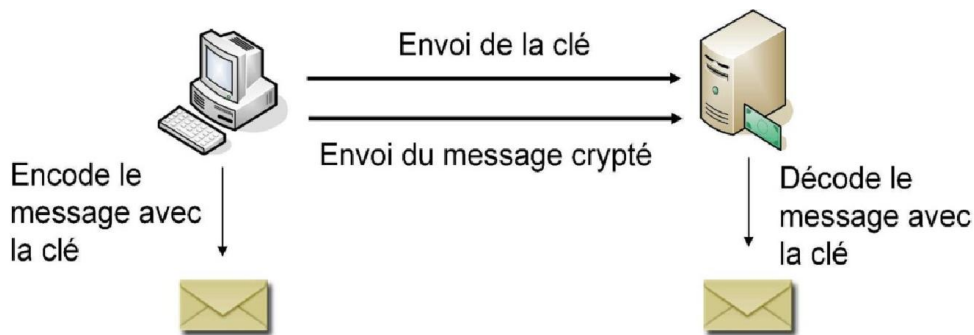 Envoi de la clé
Envoi du message crypté
Encode le
message avec
la clé
Décode le
message avec
la clé